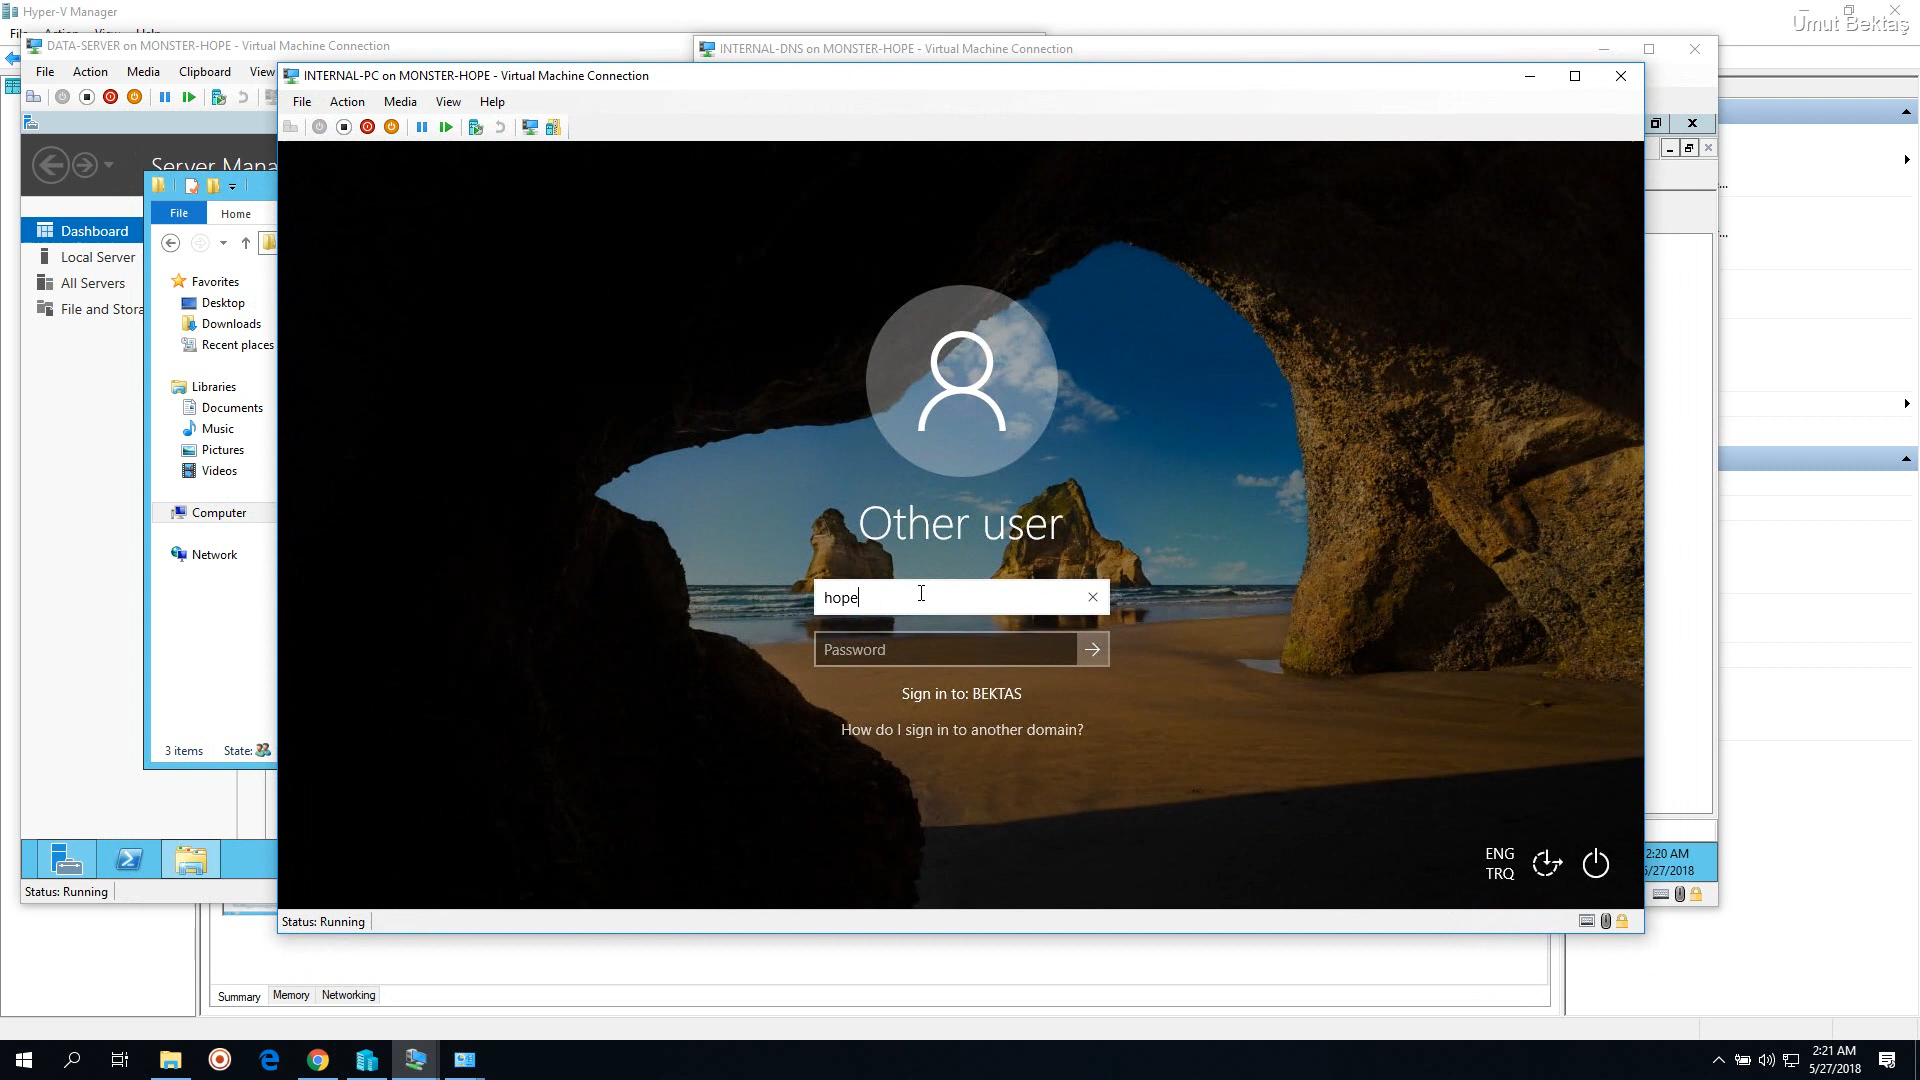 Hyper-V Manager
Umut Bektaş
DATA-SERVER on MONSTER-HOPE - Virtual Machine Connection
File Action Media Clipboard View
INTERNAL-DNS on MONSTER-HOPE - Virtual Machine Connection
INTERNAL-PC on MONSTER-HOPE - Virtual Machine Connection
File Action Media View Help
Server Mana
File Home
Dashboard
Local Server
All Servers
File and Stora
Favorites
Desktop
Downloads
Recent places
Libraries
Documents
Music
Pictures
Videos
Computer
Network
3 items State:
Other user
hope
Password
Sign in to: BEKTAS
How do I sign in to another domain?
ENG
TRQ
2:20 AM
5/27/2018
Status: Running
Status: Running
Summary Memory Networking
2:21 AM
5/27/2018